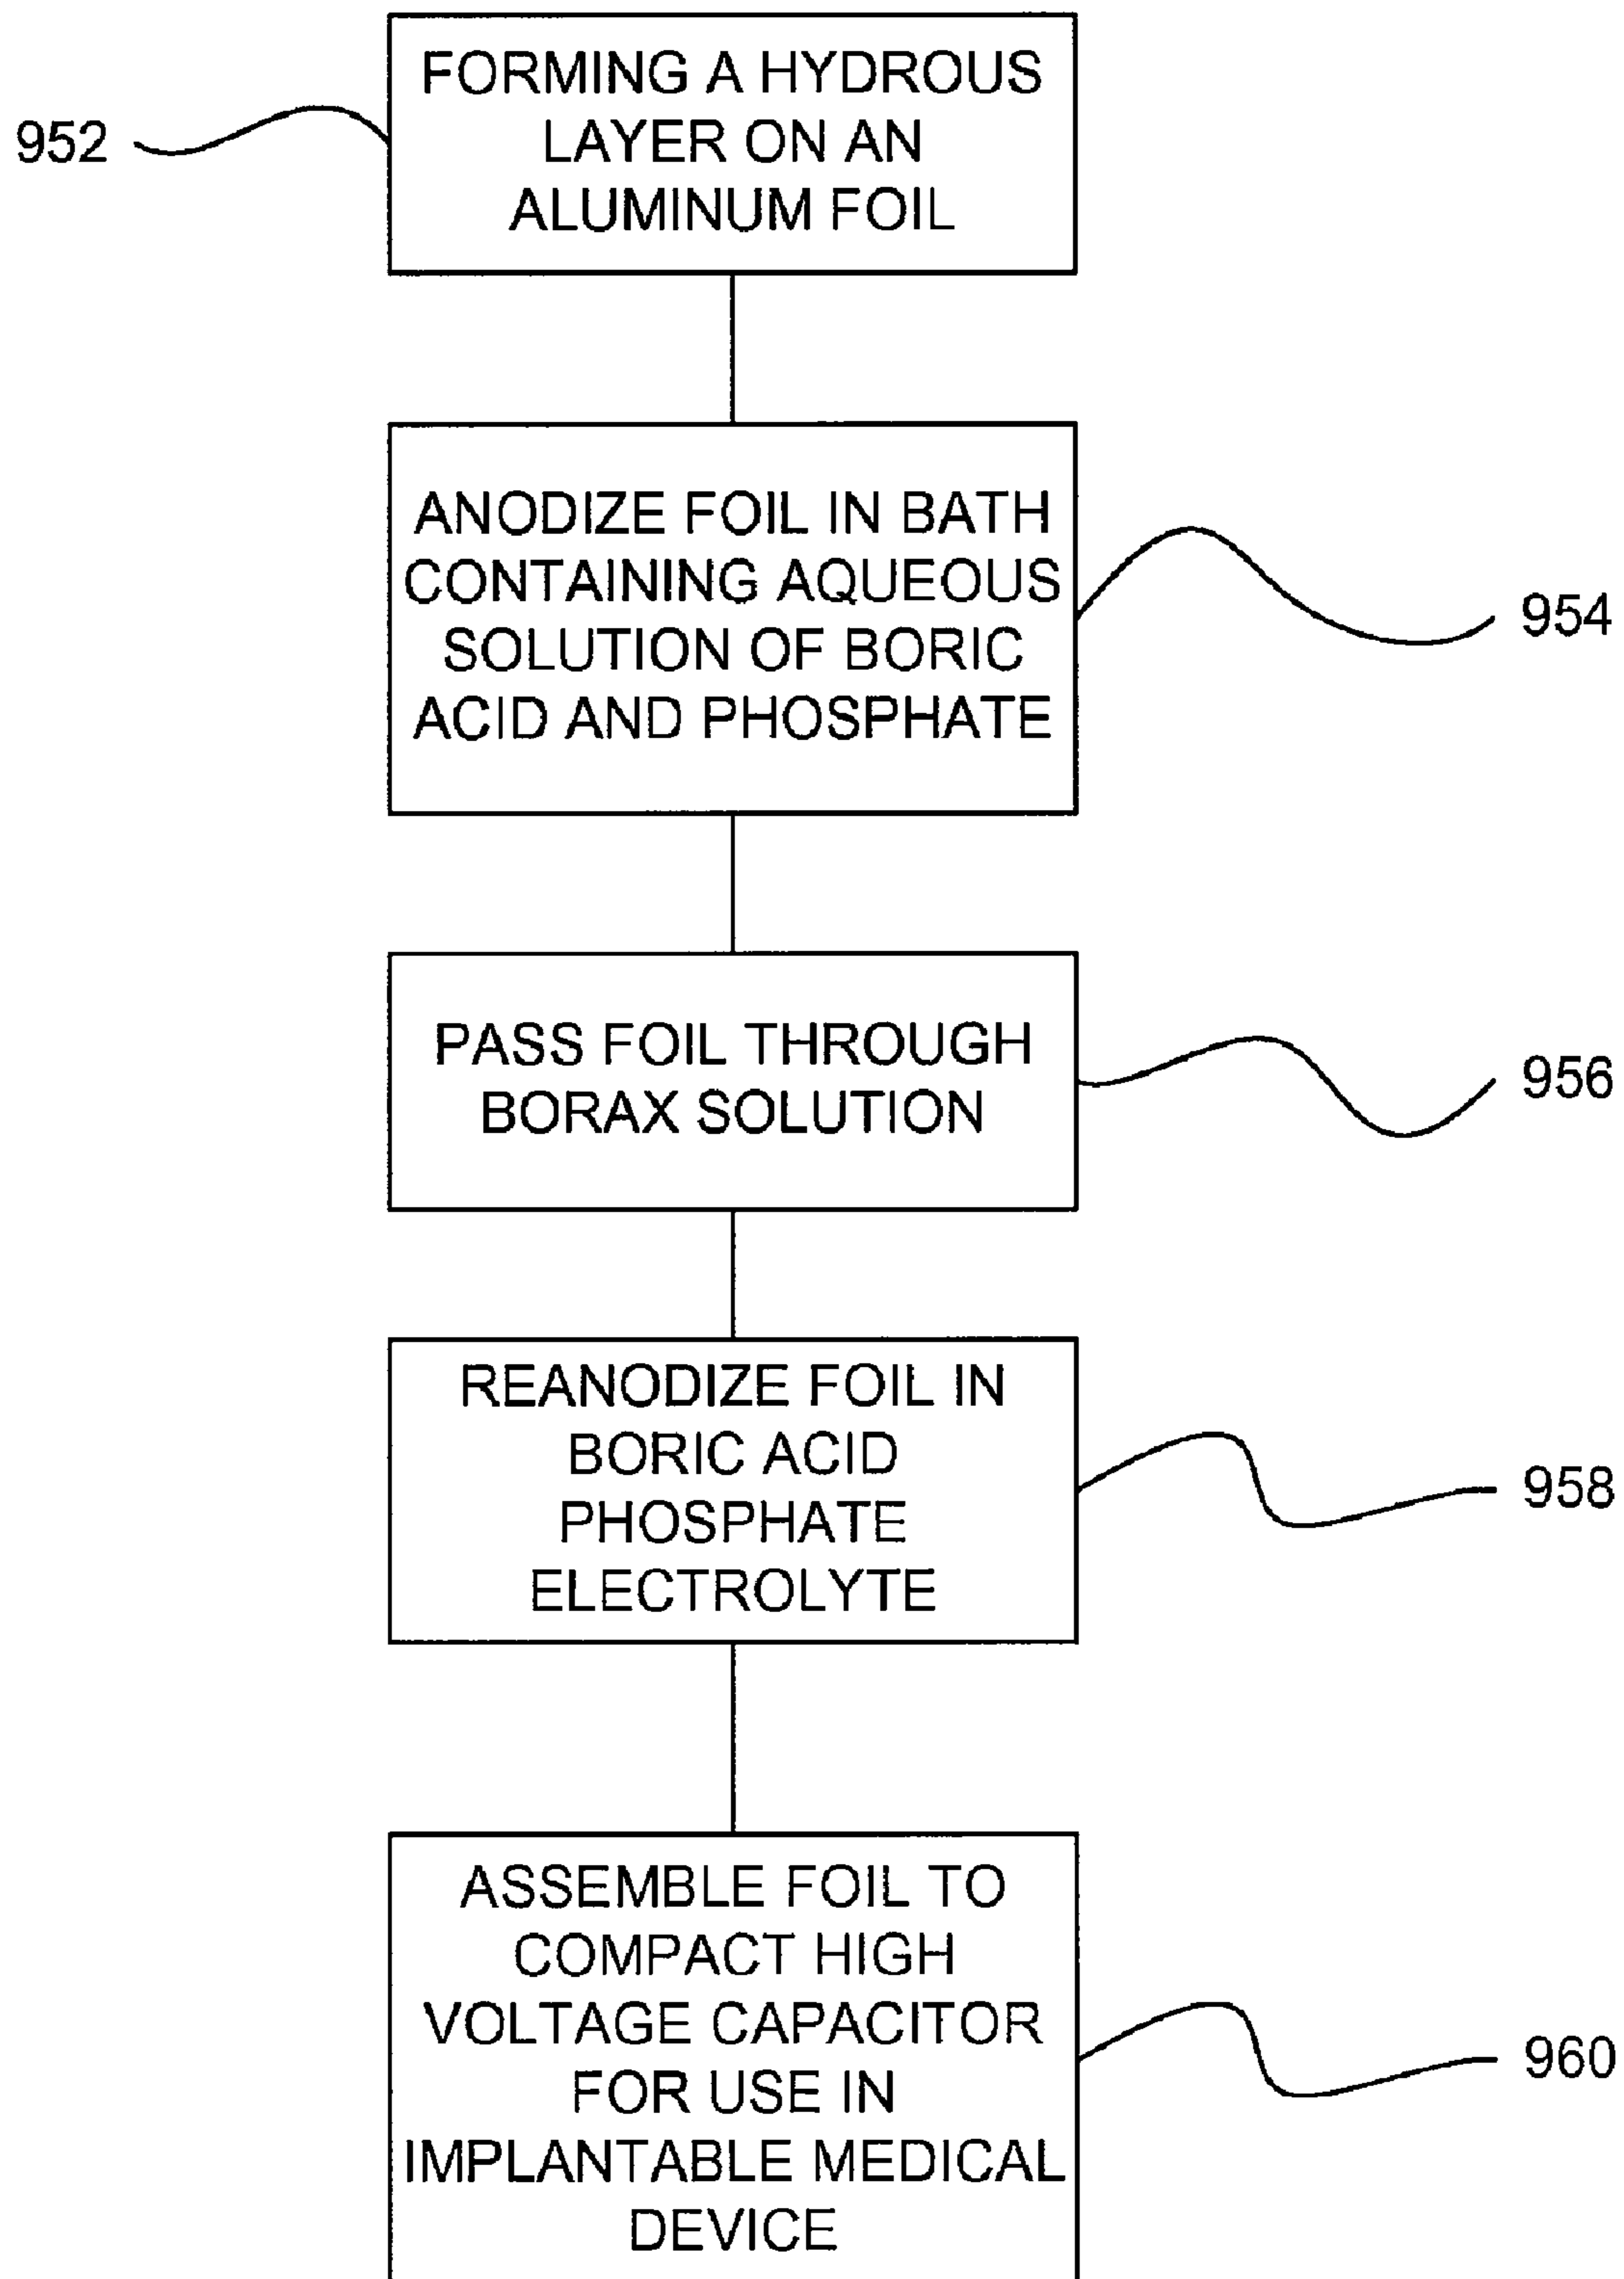 952
FORMING A HYDROUS
LAYER ON AN
ALUMINUM FOIL
ANODIZE FOIL IN BATH
CONTAINING AQUEOUS
SOLUTION OF BORIC
ACID AND PHOSPHATE
954
PASS FOIL THROUGH
BORAX SOLUTION
956
REANODIZE FOIL IN
BORIC ACID
PHOSPHATE
ELECTROLYTE
958
ASSEMBLE FOIL TO
COMPACT HIGH
VOLTAGE CAPACITOR
FOR USE IN
IMPLANTABLE MEDICAL
DEVICE
960